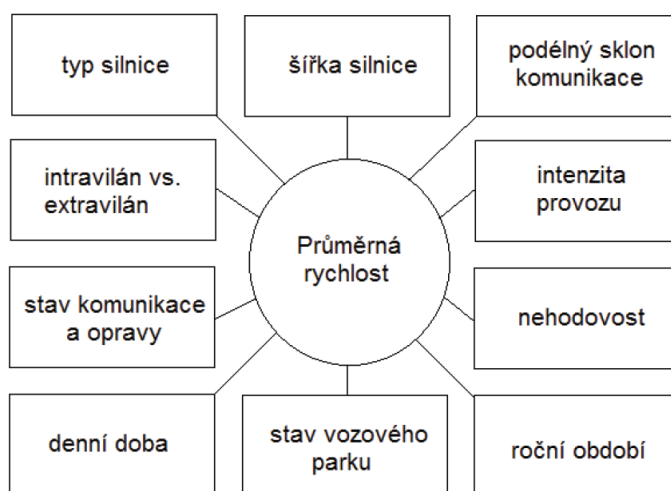 typ silnice
šířka silnice
podélný sklon
komunikace
intravilán vs.
extravilán
intenzita
provozu
Průměrná
rychlost
stav komunikace
a opravy
nehodovost
denní doba
stav vozového
parku
roční období